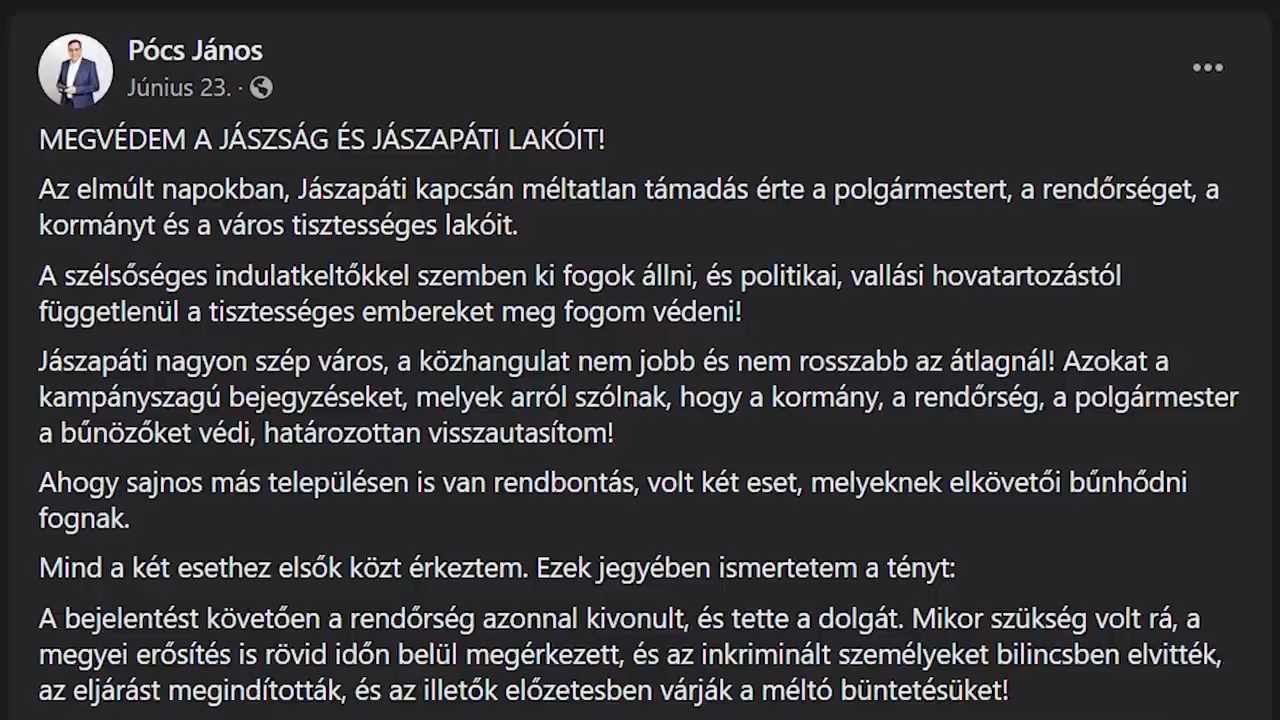 Pócs János
Június 23. ·
MEGVÉDEM A JÁSZSÁG ÉS JÁSZAPÁTI LAKÓIT!
Az elmúlt napokban, Jászapáti kapcsán méltatlan támadás érte a polgármestert, a rendőrséget, a
kormányt és a város tisztességes lakóit.
A szélsőséges indulatkeltőkkel szemben ki fogok állni, és politikai, vallási hovatartozástól
függetlenül a tisztességes embereket meg fogom védeni!
Jászapáti nagyon szép város, a közhangulat nem jobb és nem rosszabb az átlagnál! Azokat a
kampányszagú bejegyzéseket, melyek arról szólnak, hogy a kormány, a rendőrség, a polgármester
a bűnözőket védi, határozottan visszautasítom!
Ahogy sajnos más településen is van rendbontás, volt két eset, melyeknek elkövetői bűnhődni
fognak.
Mind a két esethez elsők közt érkeztem. Ezek jegyében ismertetem a tényt:
A bejelentést követően a rendőrség azonnal kivonult, és tette a dolgát. Mikor szükség volt rá, a
megyei erősítés is rövid időn belül megérkezett, és az inkriminált személyeket bilincsben elvitték,
az eljárást megindították, és az illetők előzetesben várják a méltó büntetésüket!